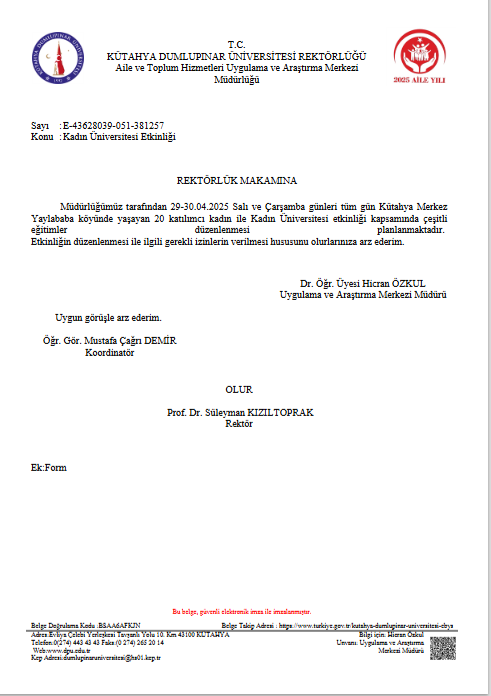 T.C.
KÜTAHYA DUMLUPINAR ÜNİVERSİTESİ REKTÖRLÜĞÜ
Aile ve Toplum Hizmetleri Uygulama ve Araştırma Merkezi
Müdürlüğü
2025 AİLE YILI
Sayı : E-43628039-051-381257
Konu : Kadın Üniversitesi Etkinliği
REKTÖRLÜK MAKAMINA
Müdürlüğümüz tarafından 29-30.04.2025 Salı ve Çarşamba günleri tüm gün Kütahya Merkez
Yaylababa köyünde yaşayan 20 katılımcı kadın ile Kadın Üniversitesi etkinliği kapsamında çeşitli
eğitimler düzenlenmesi planlanmaktadır.
Etkinliğin düzenlenmesi ile ilgili gerekli izinlerin verilmesi hususunu olurlarınıza arz ederim.
Dr. Öğr. Üyesi Hicran ÖZKUL
Uygulama ve Araştırma Merkezi Müdürü
Uygun görüşle arz ederim.
Öğr. Gör. Mustafa Çağrı DEMİR
Koordinatör
OLUR
Prof. Dr. Süleyman KIZILTOPRAK
Rektör
Ek:Form
Bu belge, güvenli elektronik imza ile imzalanmıştır.
Belge Doğrulama Kodu :BSAA6AFKJN Belge Takip Adresi : https://www.turkiye.gov.tr/kutahya-dumlupinar-universitesi-ebys
Adres:Evliya Çelebi Yerleşkesi Tavşanlı Yolu 10. Km 43100 KÜTAHYA Bilgi için: Hicran Özkul
Telefon:0(274) 443 43 43 Faks:(0 274) 265 20 14 Unvanı: Uygulama ve Araştırma
Web:www.dpu.edu.tr Merkezi Müdürü
Kep Adresi:dumlupinaruniversitesi@hs01.kep.tr